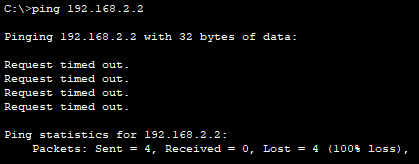 C:\>ping 192.168.2.2
Pinging 192.168.2.2 with 32 bytes of data:
Request timed out.
Request timed out.
Request timed out.
Request timed out.
Ping statistics for 192.168.2.2:
Packets: Sent = 4, Received = 0, Lost = 4 (100% loss),